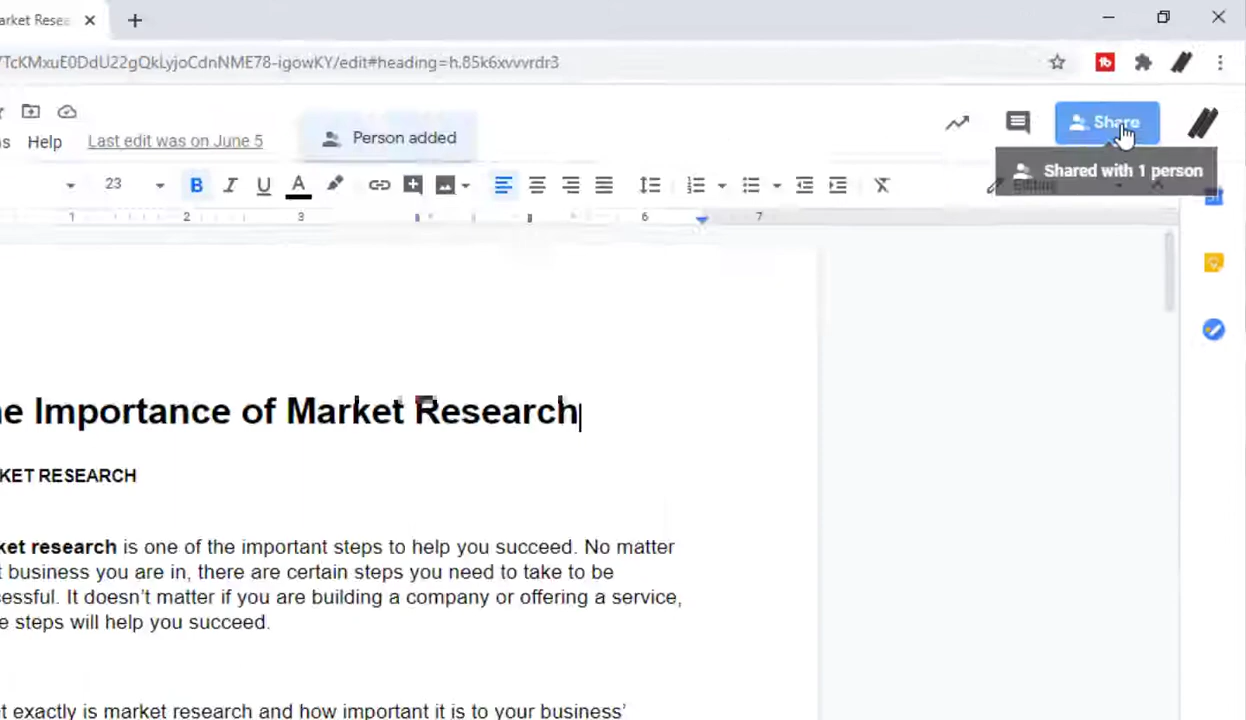 arket Resea
TcKMxuE0DdU22gQkLyjoCdnNME78-igowKY/edit#heading=h.85k6xvvvrdr3
Share
Help
Last edit was on June 5
Person added
Shared with 1 person
23
Editing
1 2 3 6 7
e Importance of Market Research
KET RESEARCH
ket research is one of the important steps to help you succeed. No matter
t business you are in, there are certain steps you need to take to be
essful. It doesn't matter if you are building a company or offering a service,
e steps will help you succeed.
t exactly is market research and how important it is to your business'